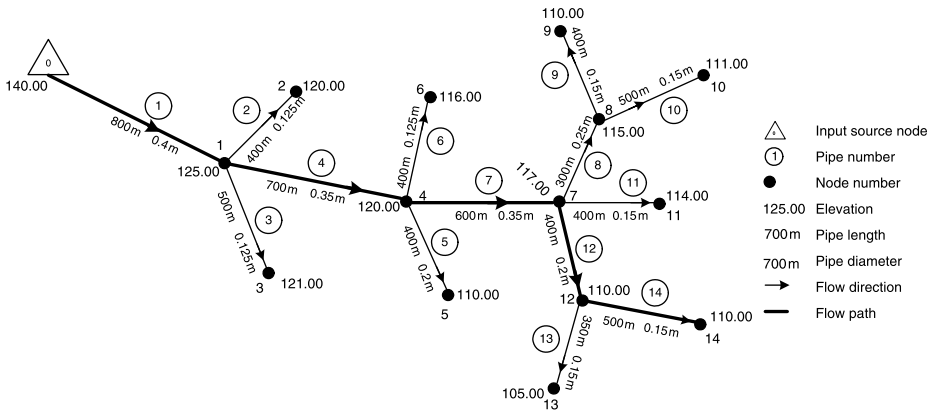 0
140.00
1
800m 0.4m
1
125.00
2
400m 0.125m
2
120.00
3
500m 0.125m
3
121.00
4
700m 0.35m
4
120.00
5
400m 0.2m
5
110.00
6
400m 0.125m
6
116.00
7
600m 0.35m
7
117.00
8
300m 0.25m
8
115.00
9
400m 0.15m
9
110.00
10
500m 0.15m
10
111.00
11
400m 0.15m
11
114.00
12
400m 0.2m
12
110.00
13
350m 0.15m
13
105.00
14
500m 0.15m
14
110.00
0 Input source node
1 Pipe number
Node number
125.00 Elevation
700m Pipe length
700m Pipe diameter
Flow direction
Flow path